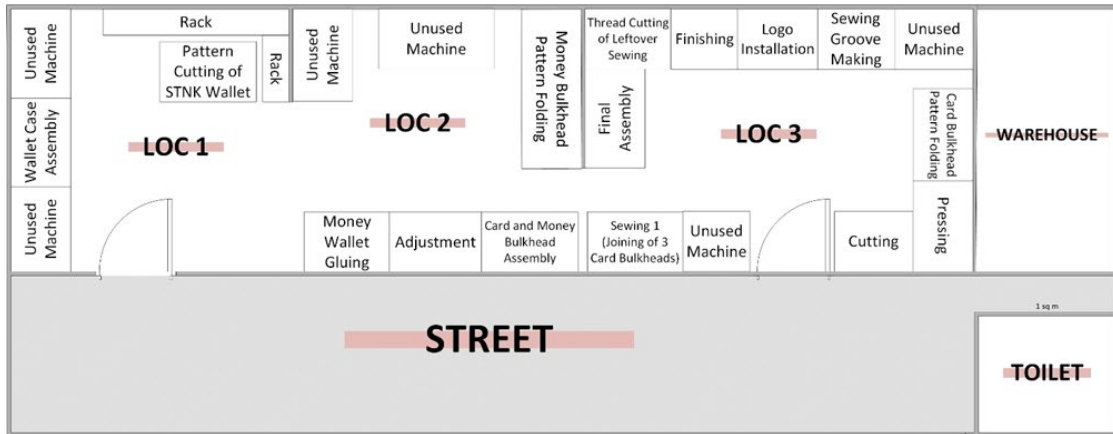 Unused
Machine
Wallet Case
Assembly
Unused
Machine
Rack
Pattern
Cutting of
STNK Wallet
Rack
LOC 1
Unused
Machine
Unused
Machine
Money Bulkhead
Pattern Folding
LOC 2
Money
Wallet
Gluing
Adjustment
Card and Money
Bulkhead
Assembly
Thread Cutting
of Leftover
Sewing
Finishing
Logo
Installation
Sewing
Groove
Making
Unused
Machine
Final
Assembly
LOC 3
Card Bulkhead
Pattern Folding
Sewing 1
(Joining of 3
Card Bulkheads)
Unused
Machine
Cutting
Pressing
WAREHOUSE
STREET
1 sq m
TOILET